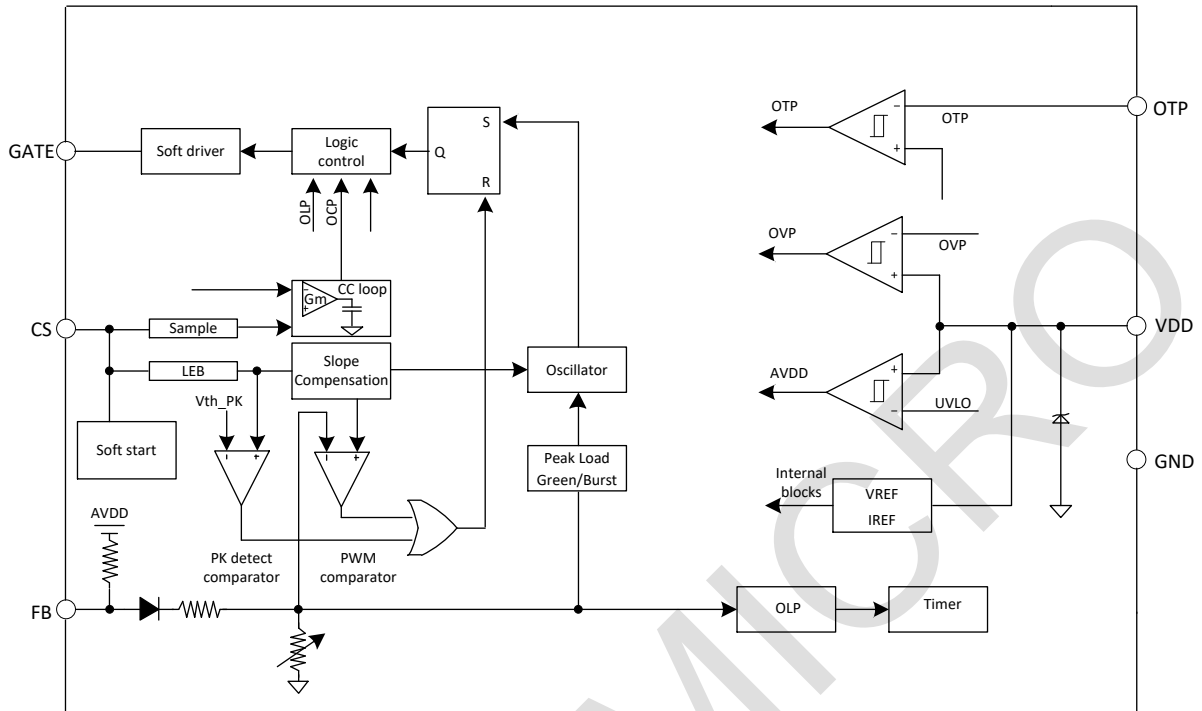 OTP
OTP
OTP
−
+
S
Q
R
GATE
Soft driver
Logic
control
OLP
OCP
OVP
OVP
−
+
CC loop
−
+
Gm
CS
Sample
VDD
LEB
Slope
Compensation
Oscillator
AVDD
+
−
UVLO
Vth_PK
Soft start
−
+
−
+
Peak Load
Green/Burst
GND
Internal
blocks
VREF
IREF
AVDD
PK detect
comparator
PWM
comparator
FB
OLP
Timer
MICRO